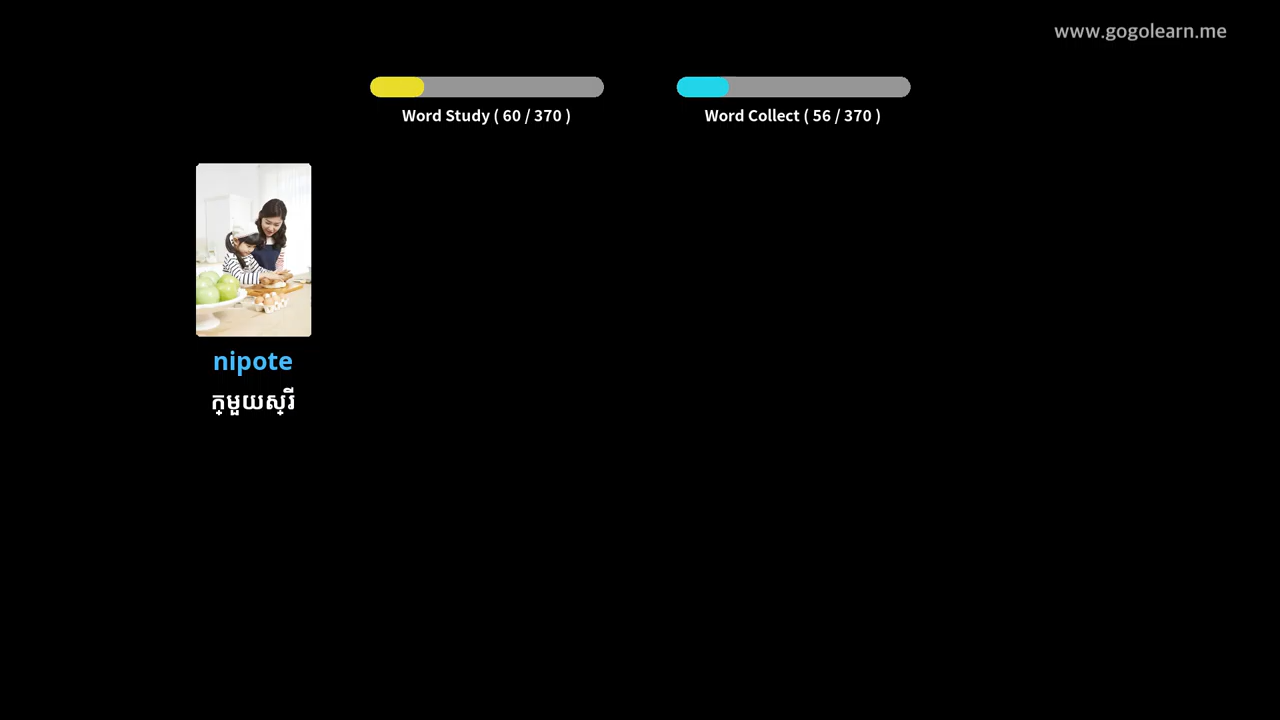 www.gogolearn.me
Word Study ( 60 / 370 )
Word Collect ( 56 / 370 )
nipote
ក្មួយស្រី